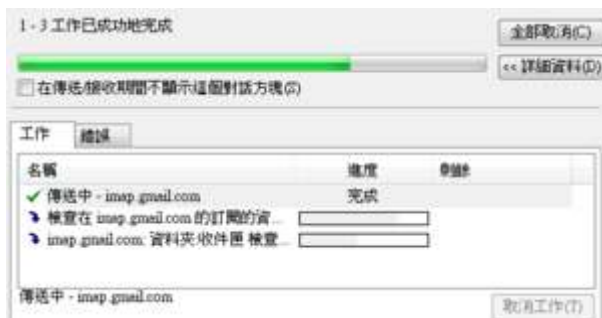 1 - 3 工作已成功地完成
全部取消(C)
<< 詳細資料(D)
在傳送/接收期間不顯示這個對話方塊(S)
工作
錯誤
名稱 進度 剩餘
傳送中 - imap.gmail.com 完成
檢查在 imap.gmail.com 的訂閱的資...
imap.gmail.com: 資料夾:收件匣 檢查...
傳送中 - imap.gmail.com
取消工作(T)